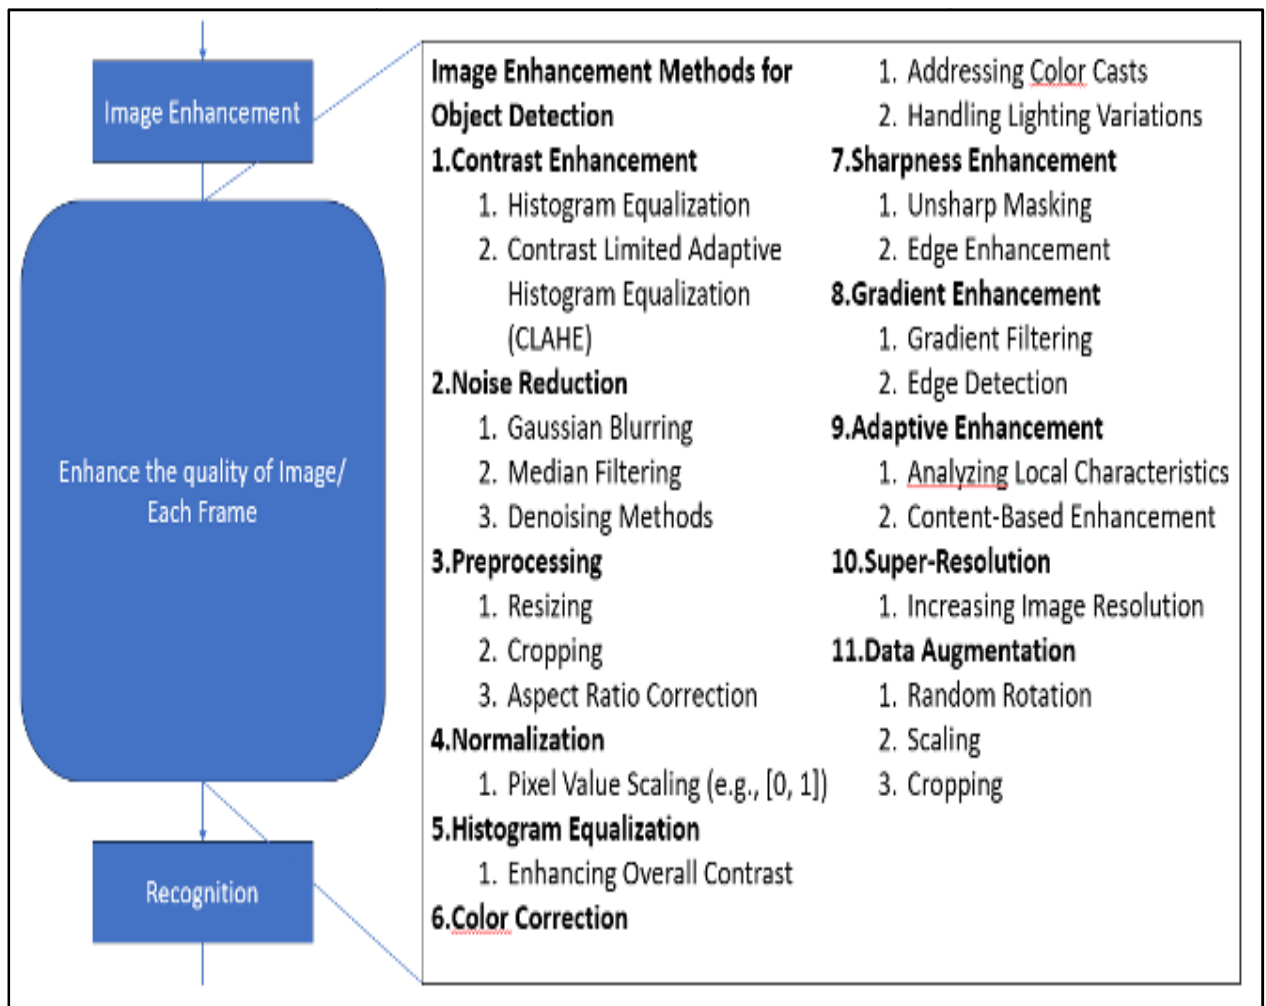 Image Enhancement
Enhance the quality of Image/
Each Frame
Recognition
Image Enhancement Methods for
Object Detection
1.Contrast Enhancement
1. Histogram Equalization
2. Contrast Limited Adaptive
Histogram Equalization
(CLAHE)
2.Noise Reduction
1. Gaussian Blurring
2. Median Filtering
3. Denoising Methods
3.Preprocessing
1. Resizing
2. Cropping
3. Aspect Ratio Correction
4.Normalization
1. Pixel Value Scaling (e.g., [0, 1])
5.Histogram Equalization
1. Enhancing Overall Contrast
6.Color Correction
1. Addressing Color Casts
2. Handling Lighting Variations
7.Sharpness Enhancement
1. Unsharp Masking
2. Edge Enhancement
8.Gradient Enhancement
1. Gradient Filtering
2. Edge Detection
9.Adaptive Enhancement
1. Analyzing Local Characteristics
2. Content-Based Enhancement
10.Super-Resolution
1. Increasing Image Resolution
11.Data Augmentation
1. Random Rotation
2. Scaling
3. Cropping